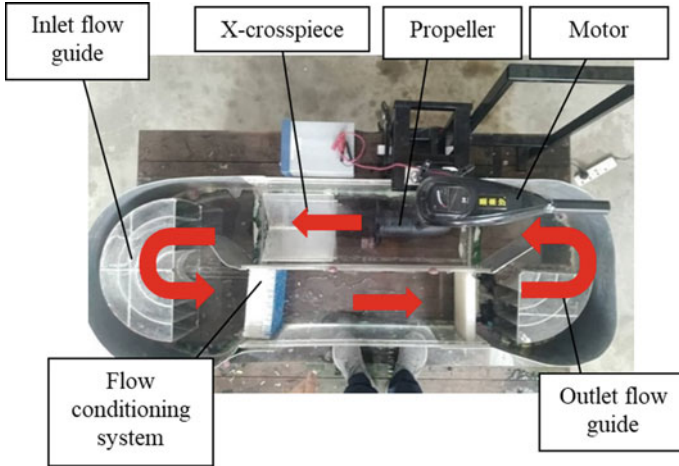 Inlet flow
guide
X-crosspiece
Propeller
Motor
Flow
conditioning
system
Outlet flow
guide